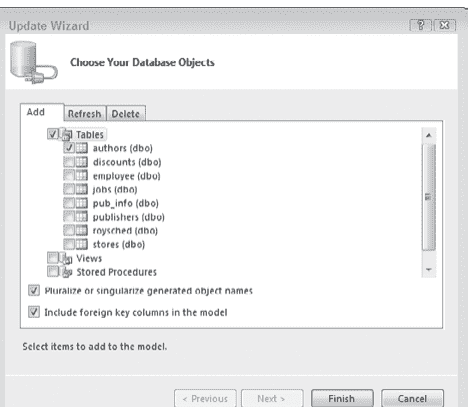 Update Wizard
Choose Your Database Objects
Add Refresh Delete
Tables
authors (dbo)
discounts (dbo)
employee (dbo)
jobs (dbo)
pub_info (dbo)
publishers (dbo)
roysched (dbo)
stores (dbo)
Views
Stored Procedures
Pluralize or singularize generated object names
Include foreign key columns in the model
Select items to add to the model.
< Previous Next > Finish Cancel